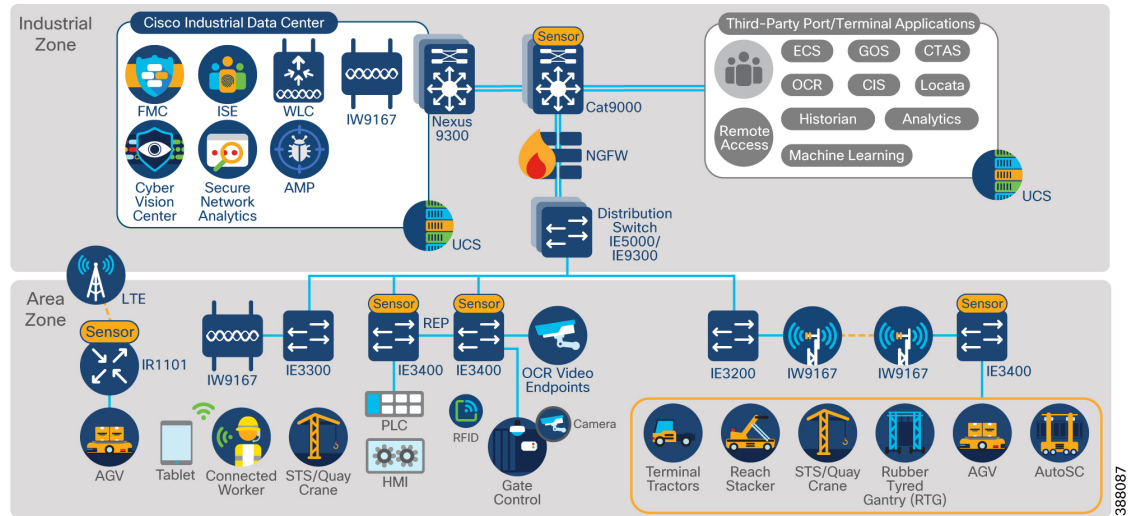 Industrial
Zone
Cisco Industrial Data Center
FMC
ISE
WLC
IW9167
Cyber
Vision
Center
Secure
Network
Analytics
AMP
UCS
Nexus
9300
Sensor
Cat9000
NGFW
Distribution
Switch
IE5000/
IE9300
Third-Party Port/Terminal Applications
ECS
GOS
CTAS
OCR
CIS
Locata
Remote
Access
Historian
Analytics
Machine Learning
UCS
Area
Zone
LTE
Sensor
IR1101
AGV
IW9167
IE3300
Tablet
Connected
Worker
STS/Quay
Crane
Sensor
IE3400
REP
Sensor
IE3400
PLC
HMI
RFID
OCR Video
Endpoints
Camera
Gate
Control
IE3200
IW9167
IW9167
Sensor
IE3400
Terminal
Tractors
Reach
Stacker
STS/Quay
Crane
Rubber
Tyred
Gantry (RTG)
AGV
AutoSC
388087